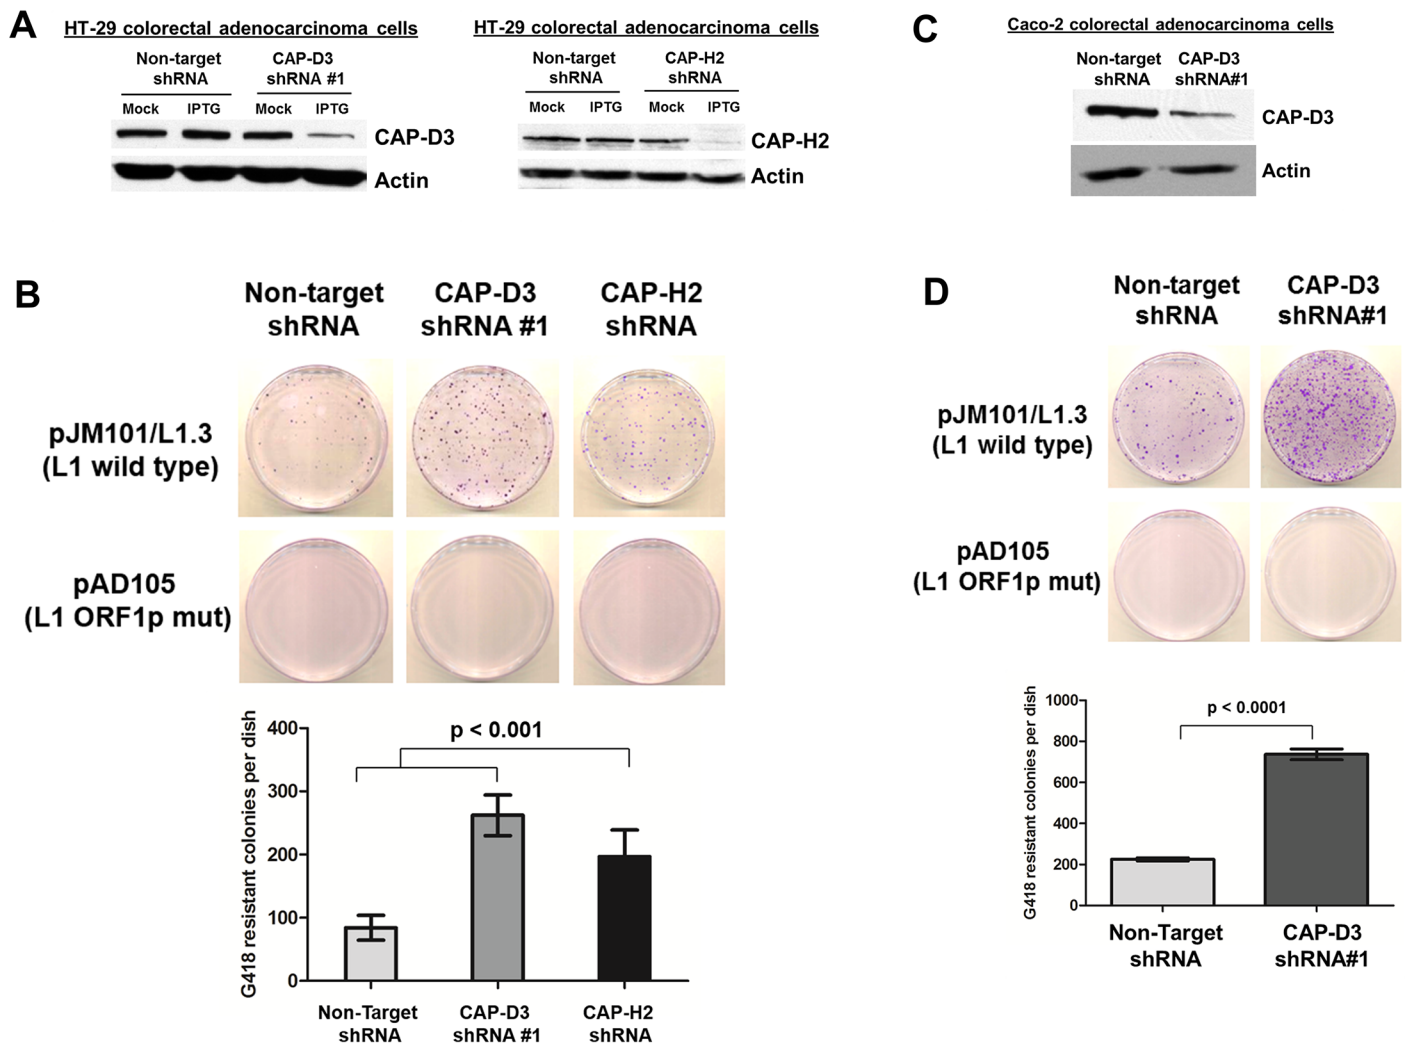 A
HT-29 colorectal adenocarcinoma cells
Non-target
shRNA
CAP-D3
shRNA #1
Mock
IPTG
Mock
IPTG
CAP-D3
Actin
HT-29 colorectal adenocarcinoma cells
Non-target
shRNA
CAP-H2
shRNA
Mock
IPTG
Mock
IPTG
CAP-H2
Actin
C
Caco-2 colorectal adenocarcinoma cells
Non-target
shRNA
CAP-D3
shRNA#1
CAP-D3
Actin
B
Non-target
shRNA
CAP-D3
shRNA #1
CAP-H2
shRNA
pJM101/L1.3
(L1 wild type)
pAD105
(L1 ORF1p mut)
G418 resistant colonies per dish
400
300
200
100
0
p < 0.001
Non-Target
shRNA
CAP-D3
shRNA #1
CAP-H2
shRNA
D
Non-target
shRNA
CAP-D3
shRNA#1
pJM101/L1.3
(L1 wild type)
pAD105
(L1 ORF1p mut)
G418 resistant colonies per dish
1000
800
600
400
200
0
p < 0.0001
Non-Target
shRNA
CAP-D3
shRNA#1